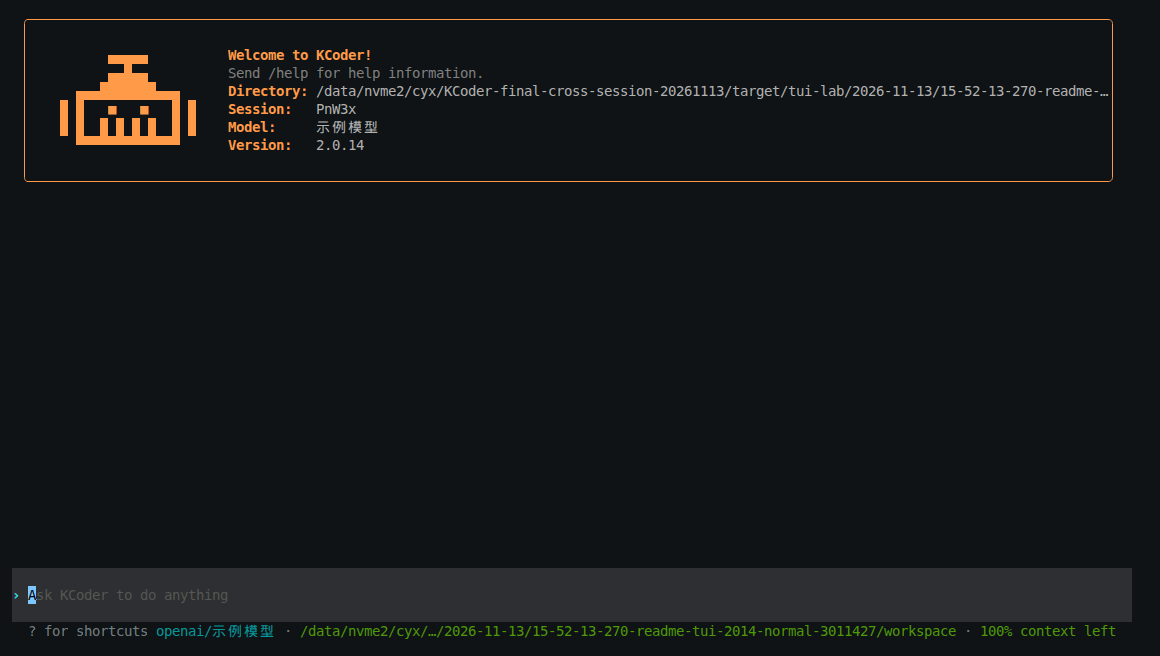 Welcome to KCoder!
Send /help for help information.
Directory: /data/nvme2/cyx/KCoder-final-cross-session-20261113/target/tui-lab/2026-11-13/15-52-13-270-readme-…
Session: PnW3x
Model: 示例模型
Version: 2.0.14
› Ask KCoder to do anything
? for shortcuts openai/示例模型 · /data/nvme2/cyx/…/2026-11-13/15-52-13-270-readme-tui-2014-normal-3011427/workspace · 100% context left